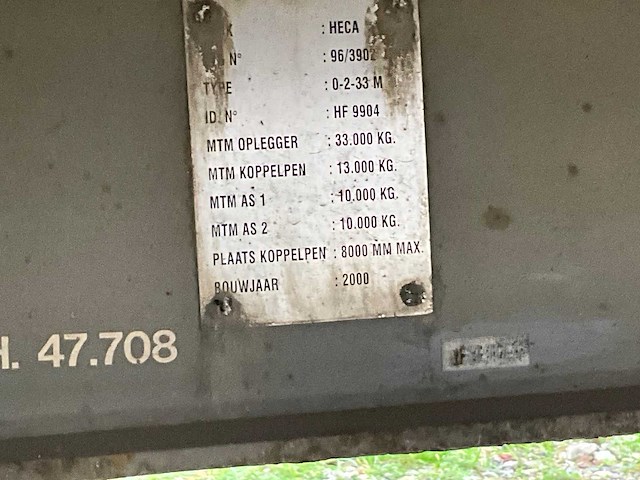 : HECA
N° : 96/3902
TYPE : 0-2-33 M
ID. N° : HF 9904
MTM OPLEGGER : 33.000 KG.
MTM KOPPELPEN : 13.000 KG.
MTM AS 1 : 10.000 KG.
MTM AS 2 : 10.000 KG.
PLAATS KOPPELPEN : 8000 MM MAX.
BOUWJAAR : 2000
H. 47.708